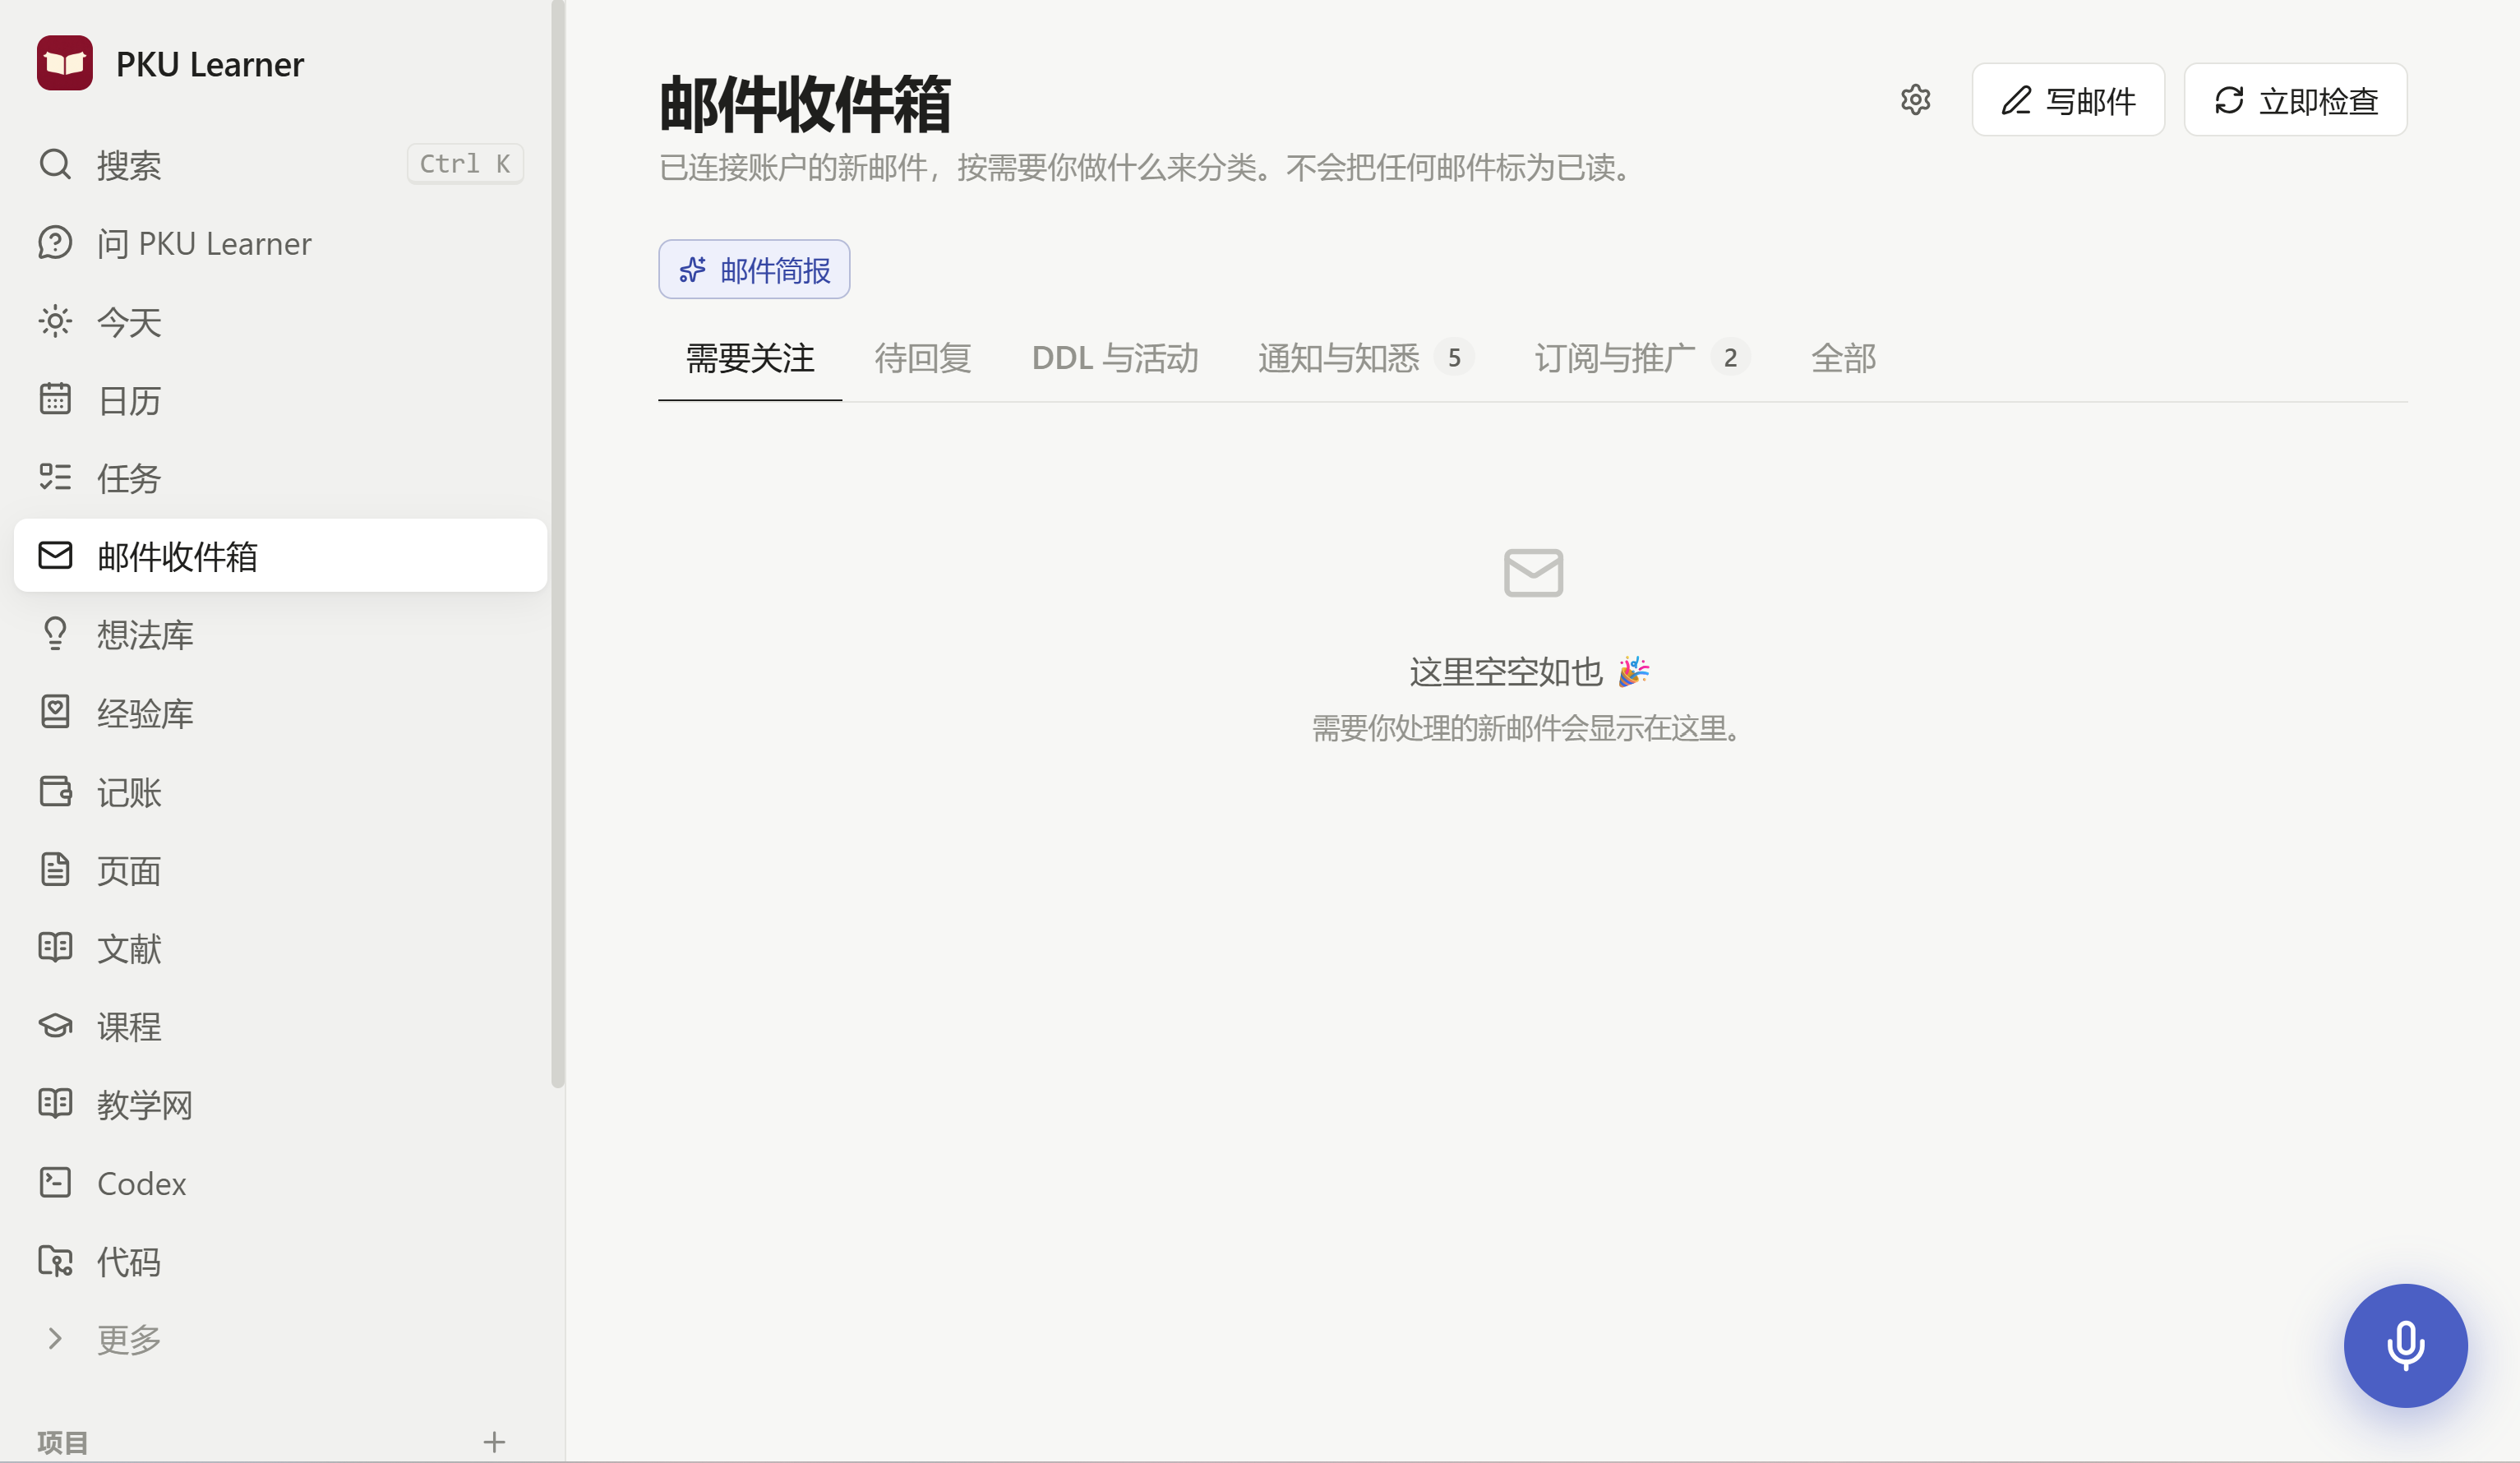 PKU Learner
搜索 Ctrl K
问 PKU Learner
今天
日历
任务
邮件收件箱
想法库
经验库
记账
页面
文献
课程
教学网
Codex
代码
更多
项目
邮件收件箱
写邮件
立即检查
已连接账户的新邮件，按需要你做什么来分类。不会把任何邮件标为已读。
邮件简报
需要关注 待回复 DDL 与活动 通知与知悉 5 订阅与推广 2 全部
这里空空如也 🎉
需要你处理的新邮件会显示在这里。